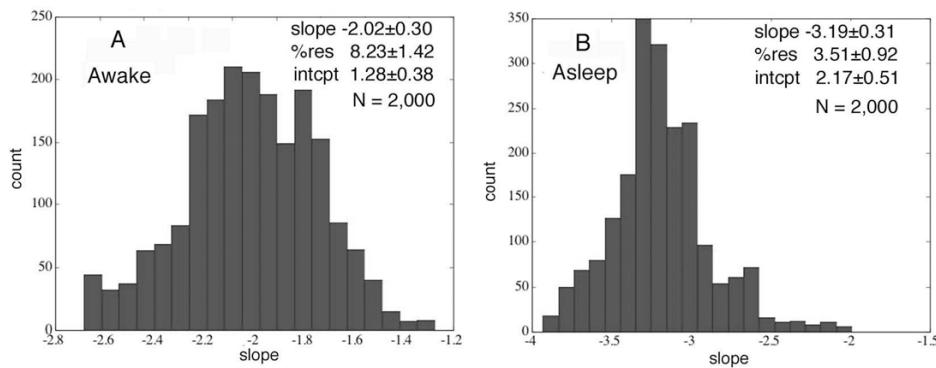 A
Awake
slope -2.02±0.30
%res 8.23±1.42
intcpt 1.28±0.38
N = 2,000
250
200
150
100
50
0
count
-2.8
-2.6
-2.4
-2.2
-2
-1.8
-1.6
-1.4
-1.2
slope
B
Asleep
slope -3.19±0.31
%res 3.51±0.92
intcpt 2.17±0.51
N = 2,000
350
300
250
200
150
100
50
0
count
-4
-3.5
-3
-2.5
-2
-1.5
slope